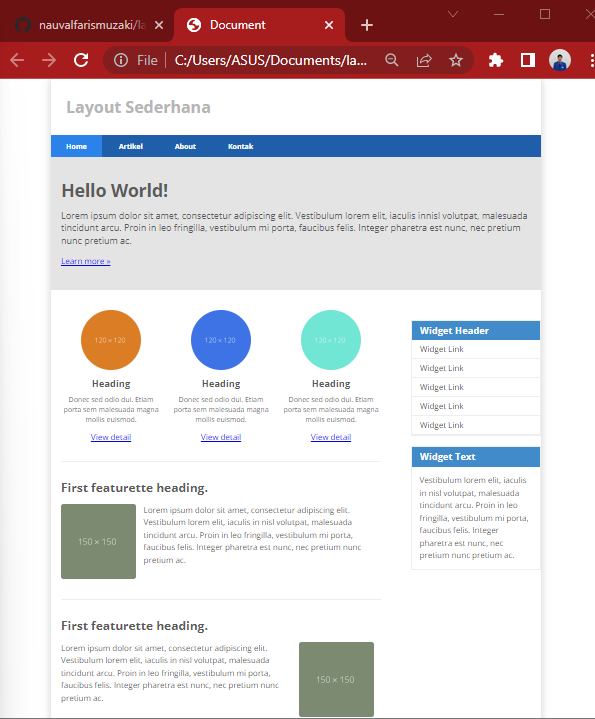 nauvalfarismuzaki/la
Document
File
C:/Users/ASUS/Documents/la...
Layout Sederhana
Home Artikel About Kontak
Hello World!
Lorem ipsum dolor sit amet, consectetur adipiscing elit. Vestibulum lorem elit, iaculis innisl volutpat, malesuada
tincidunt arcu. Proin in leo fringilla, vestibulum mi porta, faucibus felis. Integer pharetra est nunc, nec pretium
nunc pretium ac.
Learn more »
120 × 120
Heading
Donec sed odio dui. Etiam
porta sem malesuada magna
mollis euismod.
View detail
120 × 120
Heading
Donec sed odio dui. Etiam
porta sem malesuada magna
mollis euismod.
View detail
120 × 120
Heading
Donec sed odio dui. Etiam
porta sem malesuada magna
mollis euismod.
View detail
First featurette heading.
150 × 150
Lorem ipsum dolor sit amet, consectetur adipiscing elit.
Vestibulum lorem elit, iaculis in nisl volutpat, malesuada
tincidunt arcu. Proin in leo fringilla, vestibulum mi porta,
faucibus felis. Integer pharetra est nunc, nec pretium nunc
pretium ac.
First featurette heading.
Lorem ipsum dolor sit amet, consectetur adipiscing elit.
Vestibulum lorem elit, iaculis in nisl volutpat, malesuada
tincidunt arcu. Proin in leo fringilla, vestibulum mi porta,
faucibus felis. Integer pharetra est nunc, nec pretium nunc
pretium ac.
150 × 150
Widget Header
Widget Link
Widget Link
Widget Link
Widget Link
Widget Link
Widget Text
Vestibulum lorem elit, iaculis
in nisl volutpat, malesuada
tincidunt arcu. Proin in leo
fringilla, vestibulum mi porta,
faucibus felis. Integer
pharetra est nunc, nec
pretium nunc pretium ac.